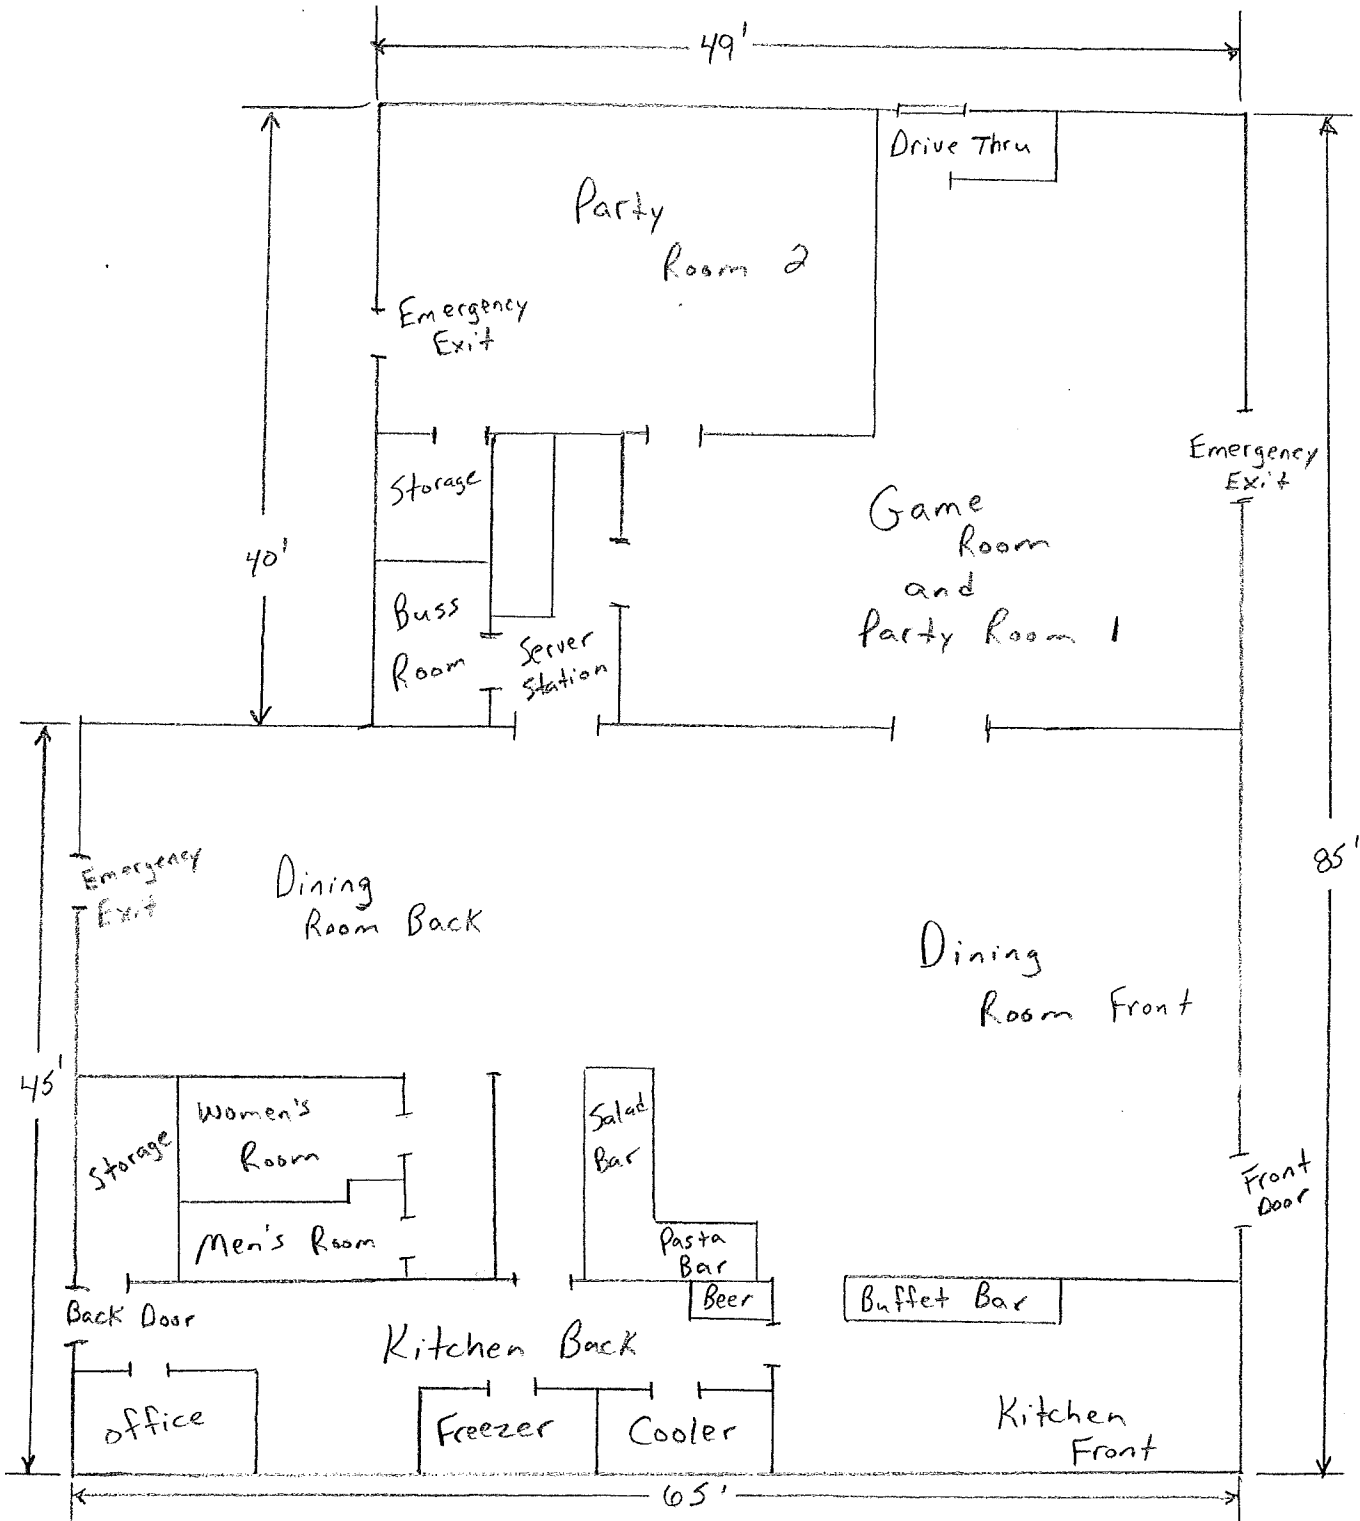 49'
Drive Thru
Party
Room 2
Emergency
Exit
Emergency
Exit
Storage
Game
Room
and
Party Room 1
40'
Buss
Room
Server
Station
85'
Emergency
Exit
Dining
Room Back
Dining
Room Front
45'
Storage
Women's
Room
Men's Room
Salad
Bar
Pasta
Bar
Front
Door
Beer
Buffet Bar
Back Door
Kitchen Back
office
Freezer
Cooler
Kitchen
Front
65'